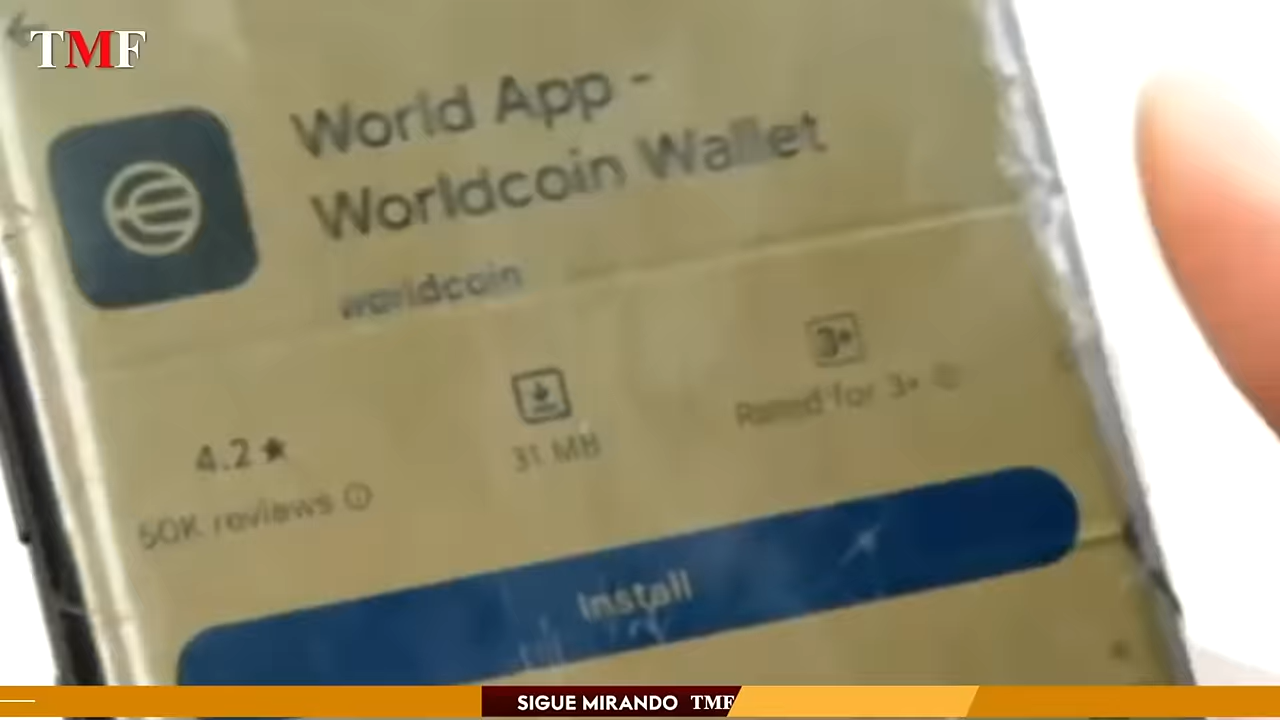 TMF
World App -
Worldcoin Wallet
worldcoin
4.2★
50K reviews
31 MB
3+
Rated for 3+
Install
SIGUE MIRANDO TMF